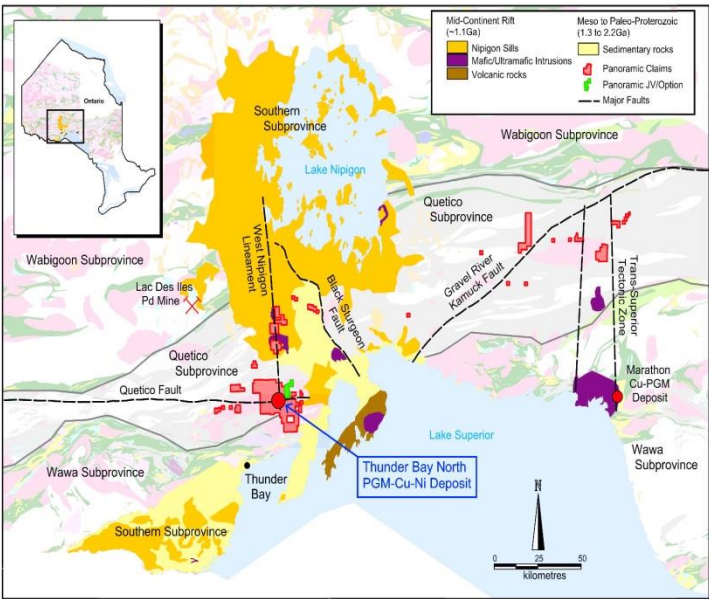 Ontario
Mid-Continent Rift
(~1.1Ga)
Nipigon Sills
Mafic/Ultramafic Intrusions
Volcanic rocks
Meso to Paleo-Proterozoic
(1.3 to 2.2Ga)
Sedimentary rocks
Panoramic Claims
Panoramic JV/Option
Major Faults
Southern
Subprovince
Wabigoon Subprovince
Lake Nipigon
Quetico
Subprovince
Wabigoon Subprovince
West Nipigon
Lineament
Black Sturgeon
Fault
Gravel River
Kamuck Fault
Trans-Superior
Tectonic Zone
Lac Des Iles
Pd Mine
Quetico
Subprovince
Quetico Fault
Marathon
Cu-PGM
Deposit
Lake Superior
Wawa
Subprovince
Wawa Subprovince
Thunder
Bay
Thunder Bay North
PGM-Cu-Ni Deposit
N
Southern Subprovince
0 25 50
kilometres